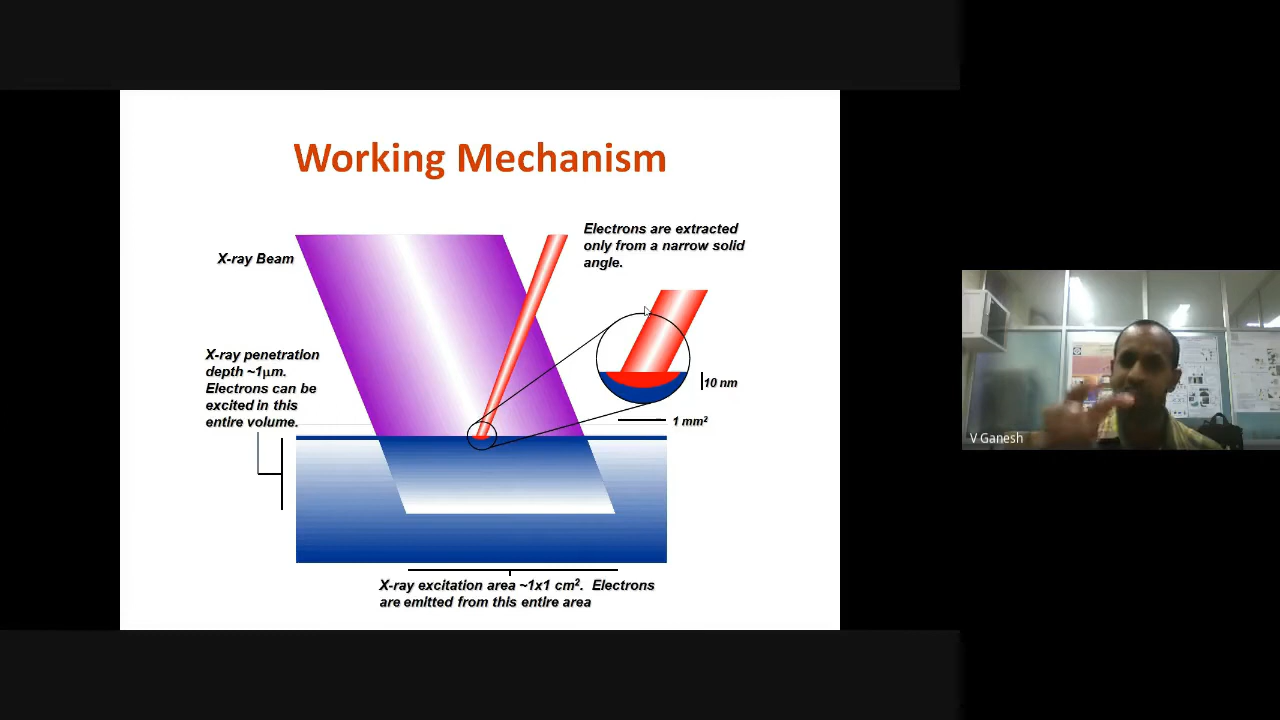 Working Mechanism
Electrons are extracted
only from a narrow solid
angle.
X-ray Beam
X-ray penetration
depth ~1μm.
Electrons can be
excited in this
entire volume.
10 nm
1 mm²
X-ray excitation area ~1x1 cm². Electrons
are emitted from this entire area
V Ganesh